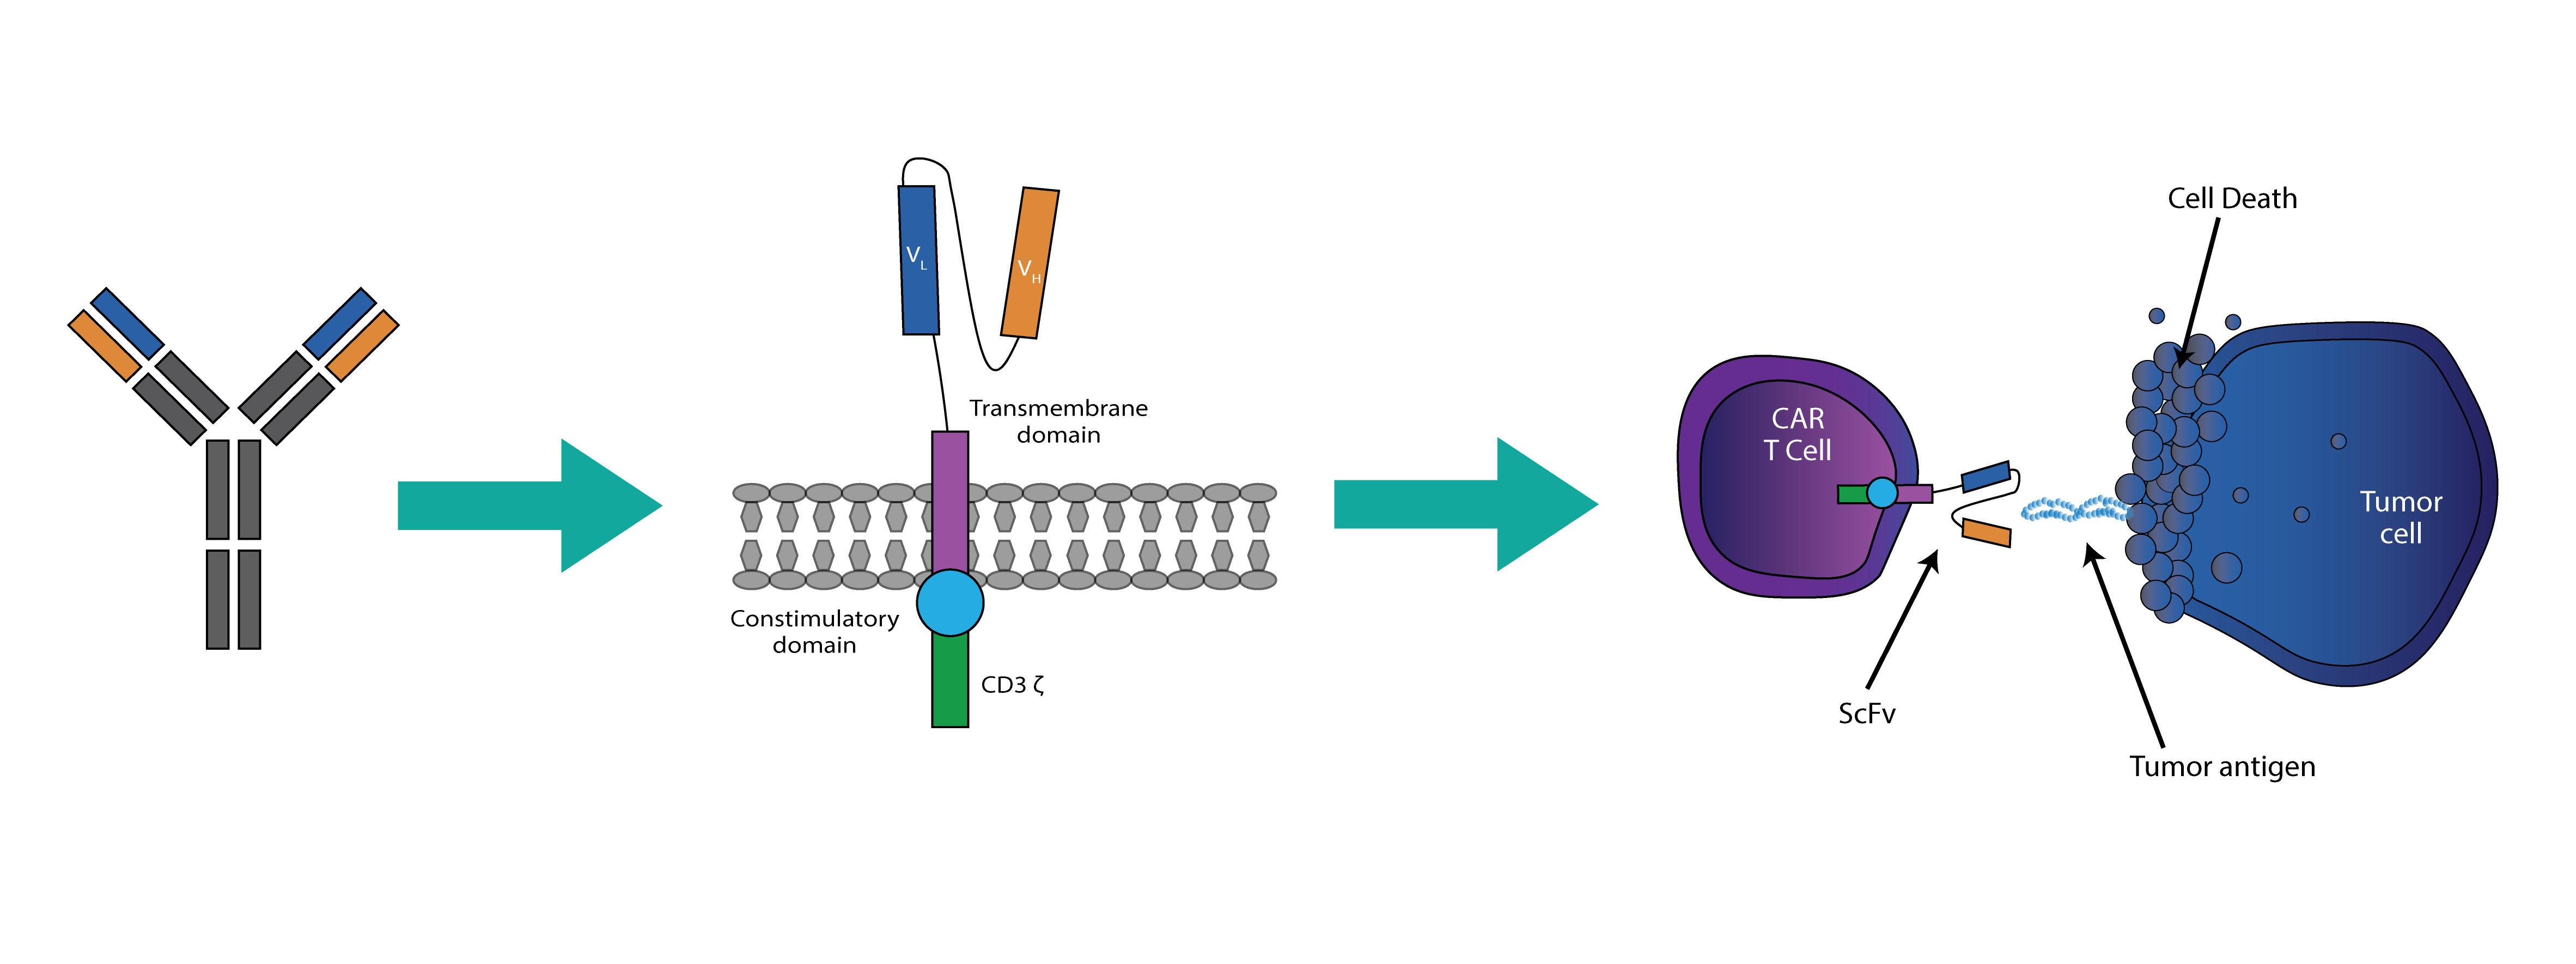 V_L
V_H
Transmembrane
domain
Constimulatory
domain
CD3 ζ
CAR
T Cell
ScFv
Cell Death
Tumor antigen
Tumor
cell